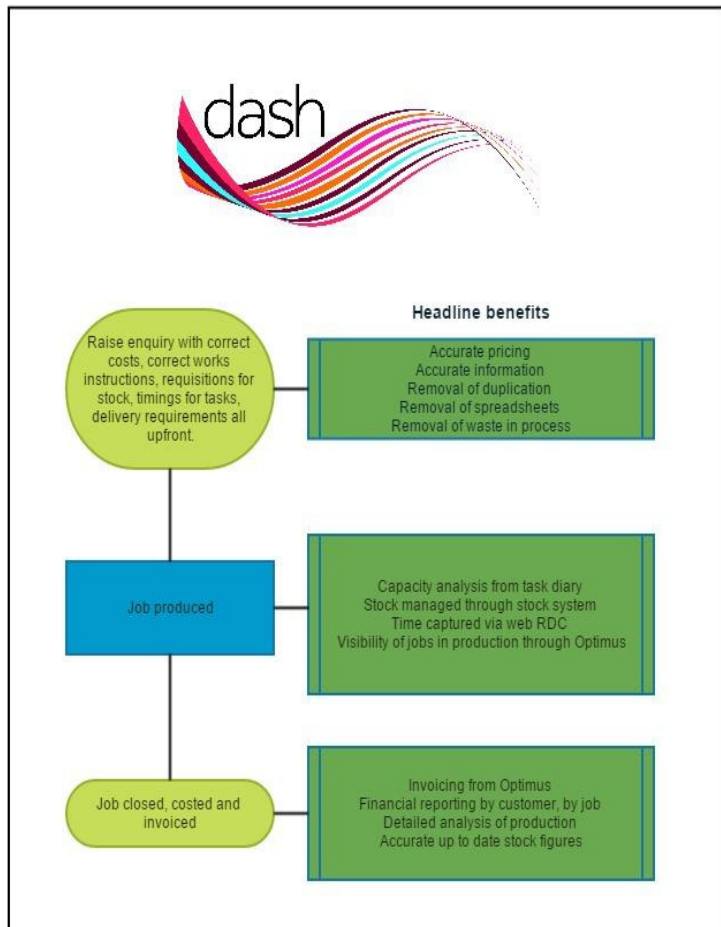 dash
Headline benefits
Raise enquiry with correct
costs, correct works
instructions, requisitions for
stock, timings for tasks,
delivery requirements all
upfront.
Accurate pricing
Accurate information
Removal of duplication
Removal of spreadsheets
Removal of waste in process
Job produced
Capacity analysis from task diary
Stock managed through stock system
Time captured via web RDC
Visibility of jobs in production through Optimus
Job closed, costed and
invoiced
Invoicing from Optimus
Financial reporting by customer, by job
Detailed analysis of production
Accurate up to date stock figures